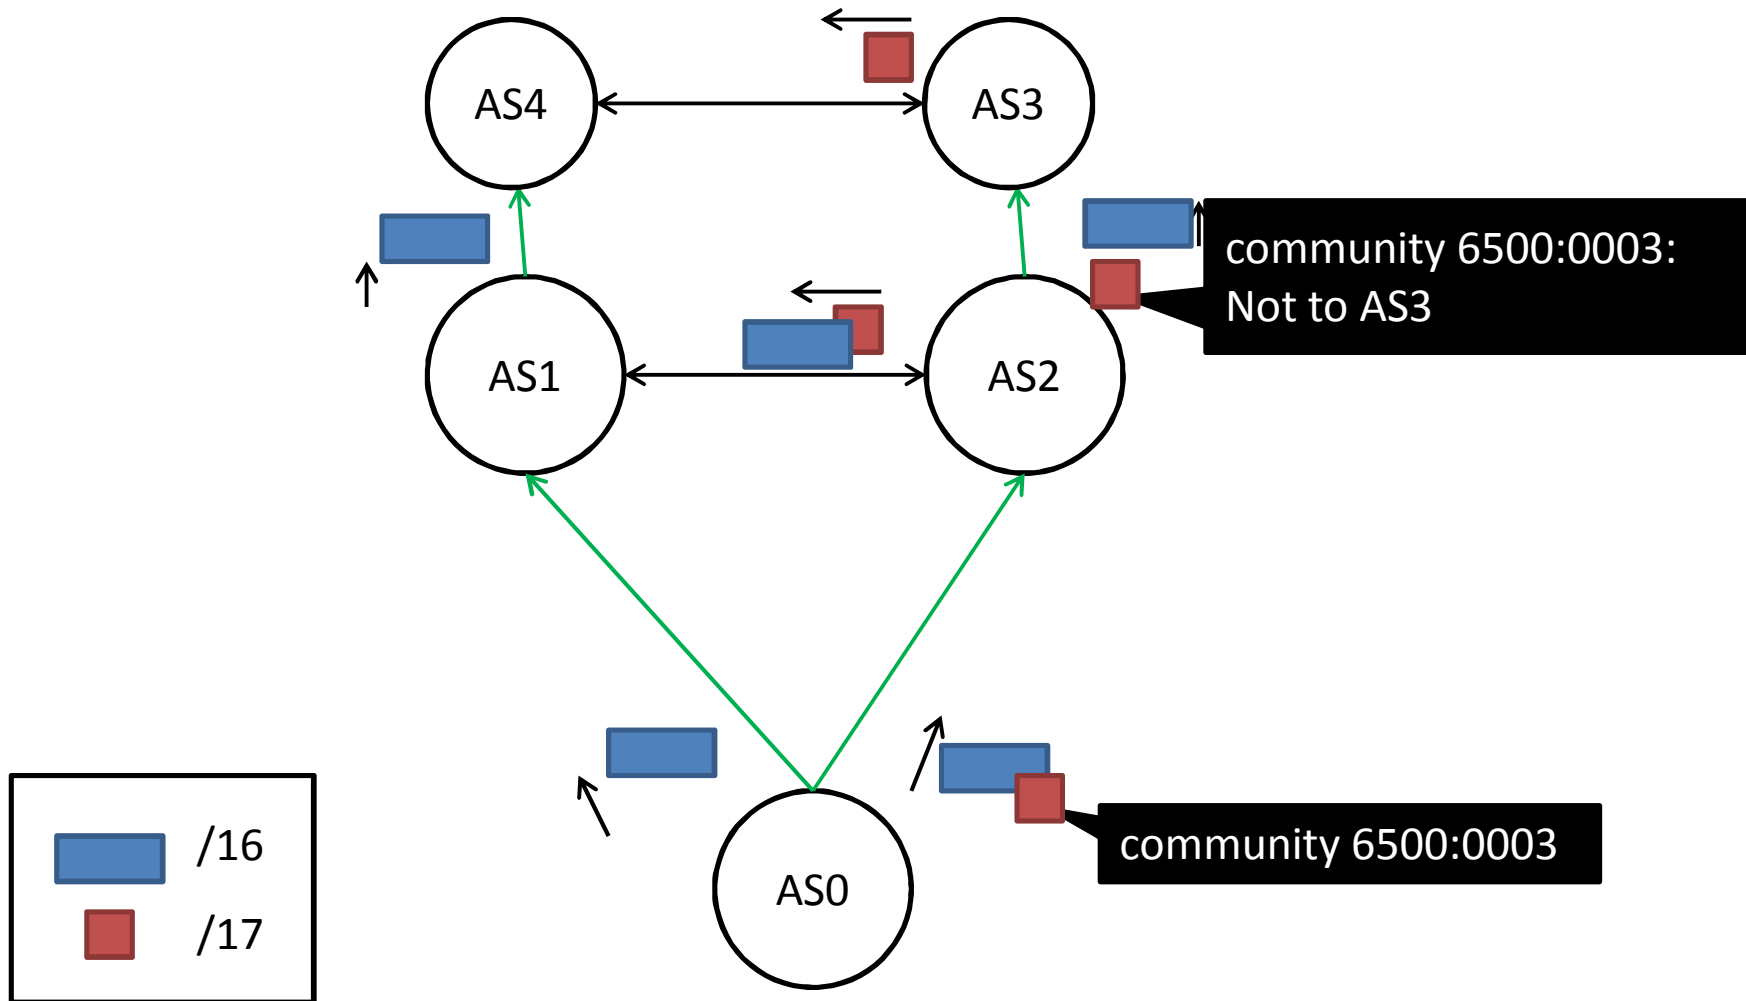 AS4
AS3
community 6500:0003:
Not to AS3
AS1
AS2
community 6500:0003
/16
/17
AS0